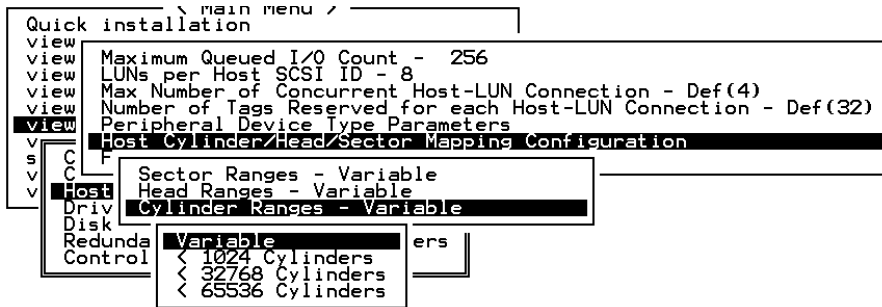 < Main Menu >
Quick installation
view
view Maximum Queued I/O Count - 256
view LUNs per Host SCSI ID - 8
view Max Number of Concurrent Host-LUN Connection - Def(4)
view Number of Tags Reserved for each Host-LUN Connection - Def(32)
view Peripheral Device Type Parameters
v Host Cylinder/Head/Sector Mapping Configuration
s C F
v C Sector Ranges - Variable
v Host Head Ranges - Variable
Driv Cylinder Ranges - Variable
Disk
Redunda Variable ers
Control < 1024 Cylinders
< 32768 Cylinders
< 65536 Cylinders